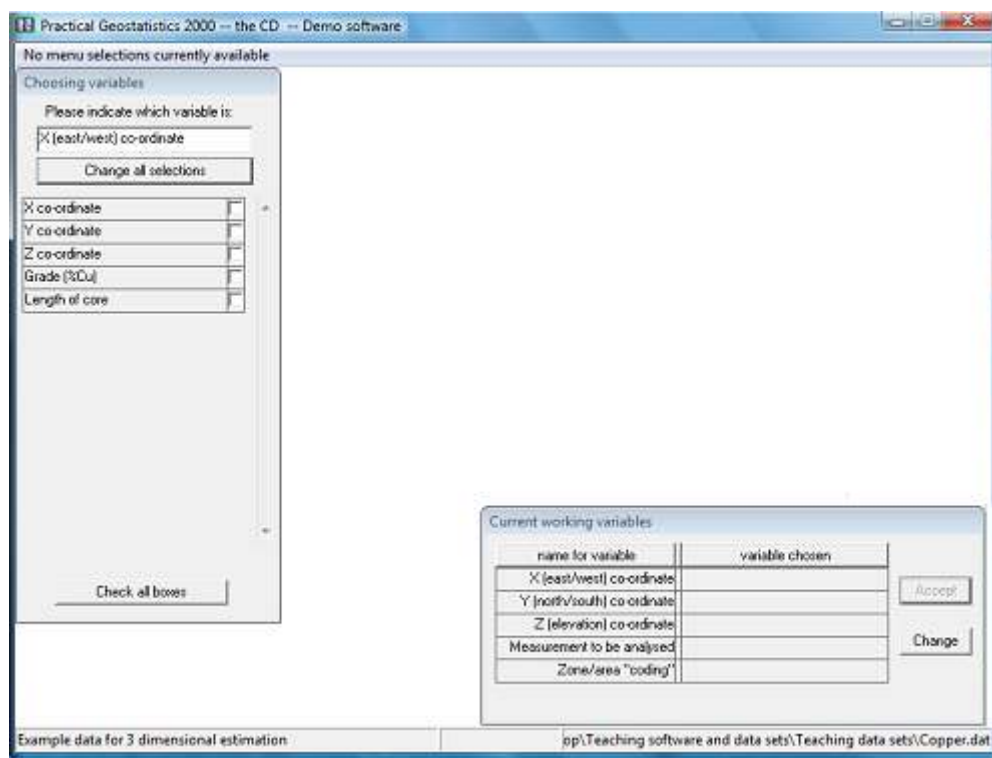 Practical Geostatistics 2000 -- the CD -- Demo software
No menu selections currently available
Choosing variables
Please indicate which variable is:
X (east/west) co-ordinate
Change all selections
X co-ordinate
Y co-ordinate
Z co-ordinate
Grade (%Cu)
Length of core
Check all boxes
Current working variables
name for variable variable chosen
X (east/west) co-ordinate
Y (north/south) co-ordinate
Z (elevation) co-ordinate
Measurement to be analysed
Zone/area "coding"
Accept
Change
Example data for 3 dimensional estimation
op\Teaching software and data sets\Teaching data sets\Copper.dat